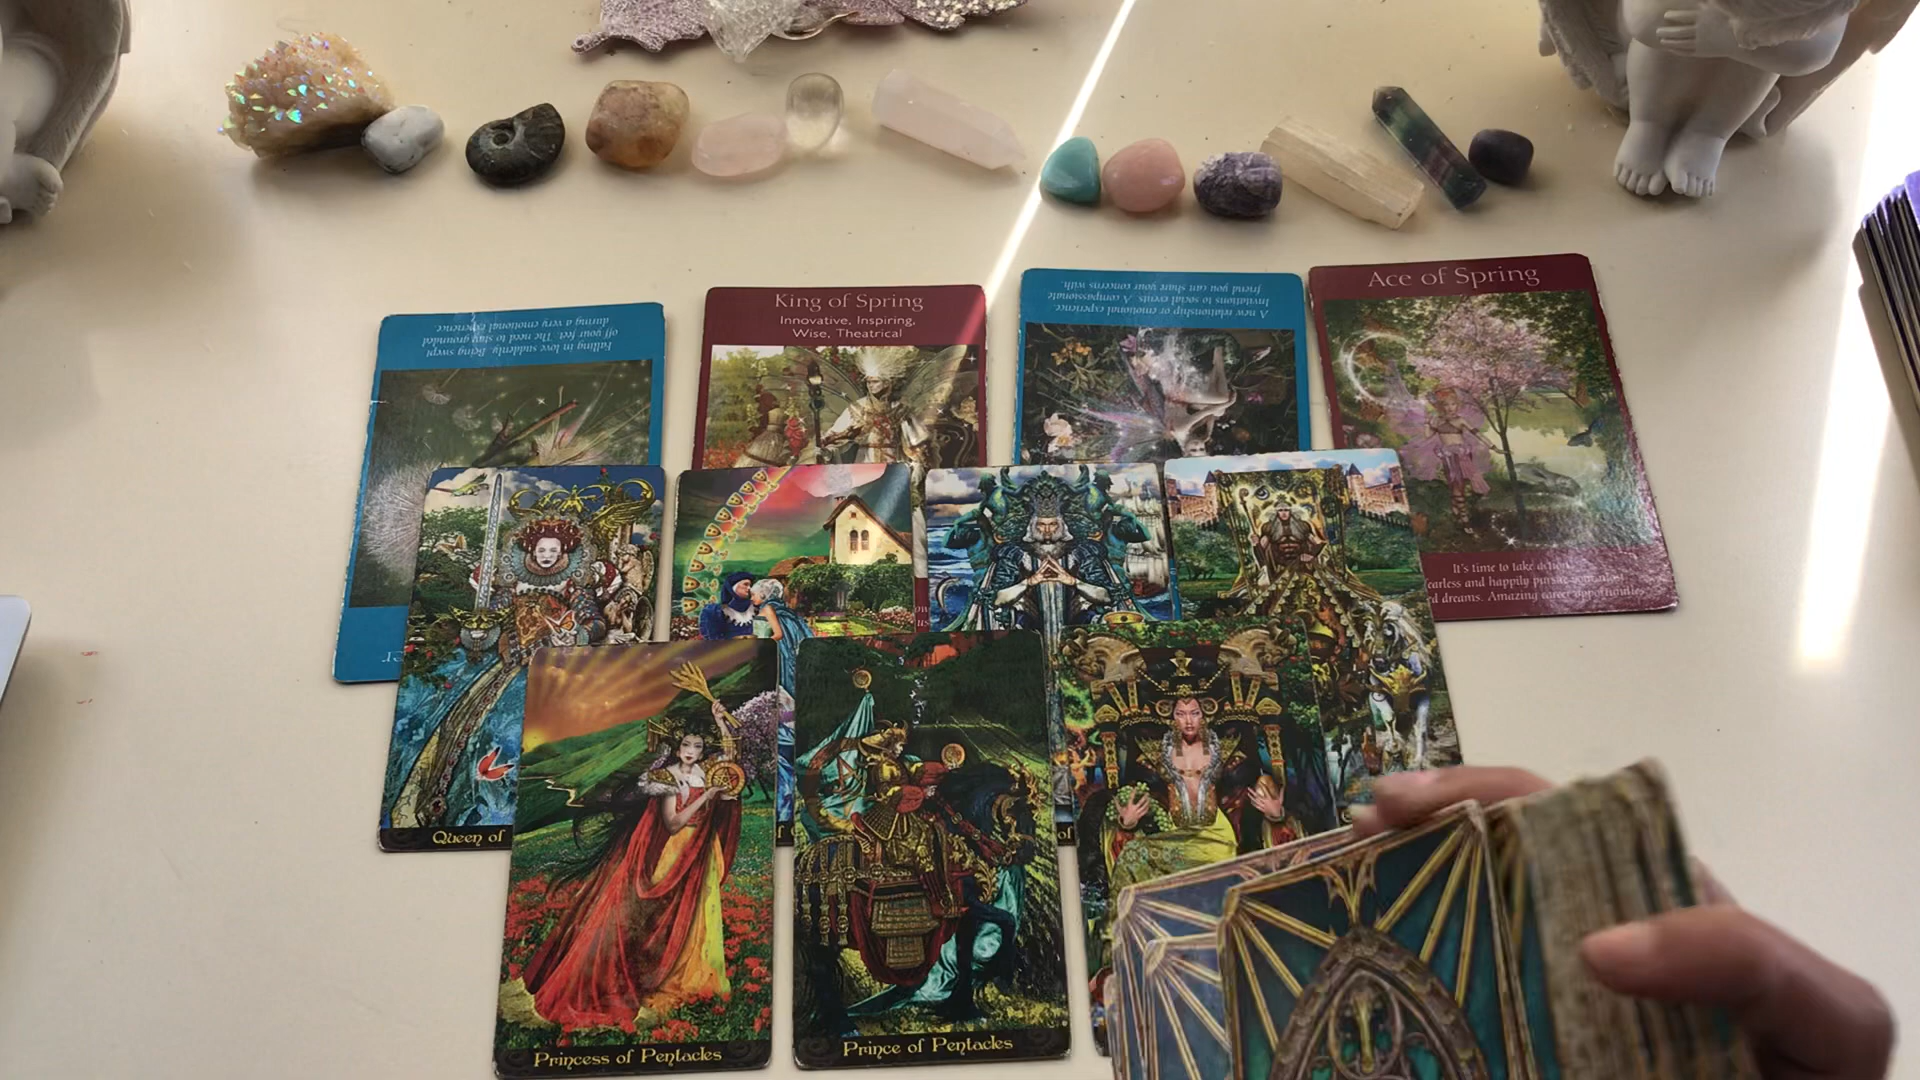 Falling in love suddenly. Being swept
off your feet. The need to stay grounded
during a very emotional experience.
King of Spring
Innovative, Inspiring,
Wise, Theatrical
A new relationship or emotional experience.
Invitations to social events. A compassionate
friend you can share your concerns with.
Ace of Spring
It's time to take action!
earlessly and happily pursue
d dreams. Amazing career opportunities
Queen of
of
Princess of Pentacles
Prince of Pentacles